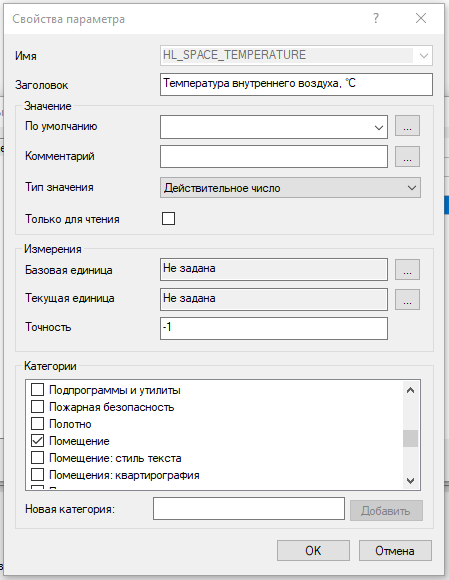 Свойства параметра
Имя HL_SPACE_TEMPERATURE
Заголовок Температура внутреннего воздуха, °C
Значение
По умолчанию ...
Комментарий ...
Тип значения Действительное число
Только для чтения
Измерения
Базовая единица Не задана ...
Текущая единица Не задана ...
Точность -1
Категории
Подпрограммы и утилиты
Пожарная безопасность
Полотно
Помещение
Помещение: стиль текста
Помещения: квартирография
Новая категория: Добавить
OK Отмена